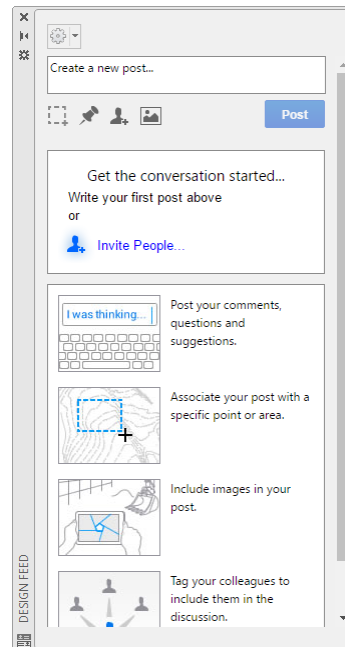 Create a new post...
Post
Get the conversation started...
Write your first post above
or
Invite People...
I was thinking...
Post your comments,
questions and
suggestions.
Associate your post with a
specific point or area.
Include images in your
post.
Tag your colleagues to
include them in the
discussion.
DESIGN FEED